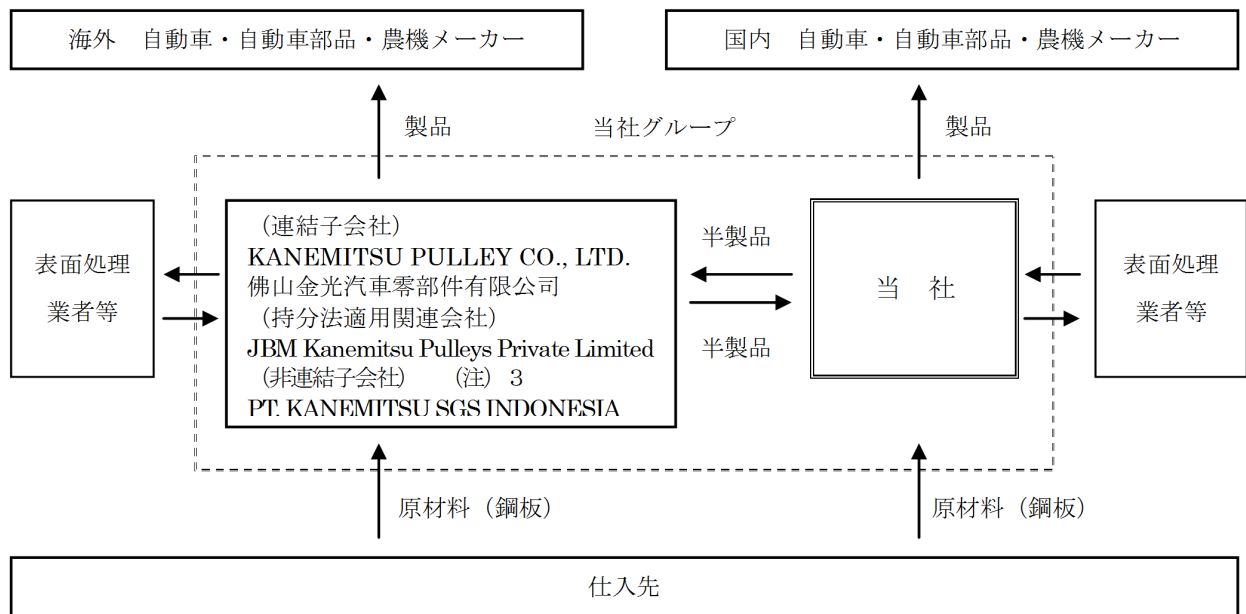 海外 自動車・自動車部品・農機メーカー
国内 自動車・自動車部品・農機メーカー
製品
当社グループ
製品
表面処理
業者等
(連結子会社)
KANEMITSU PULLEY CO., LTD.
佛山金光汽車零部件有限公司
(持分法適用関連会社)
JBM Kanemitsu Pulleys Private Limited
(非連結子会社) (注) 3
PT. KANEMITSU SGS INDONESIA
半製品
半製品
当 社
表面処理
業者等
原材料(鋼板)
原材料(鋼板)
仕入先